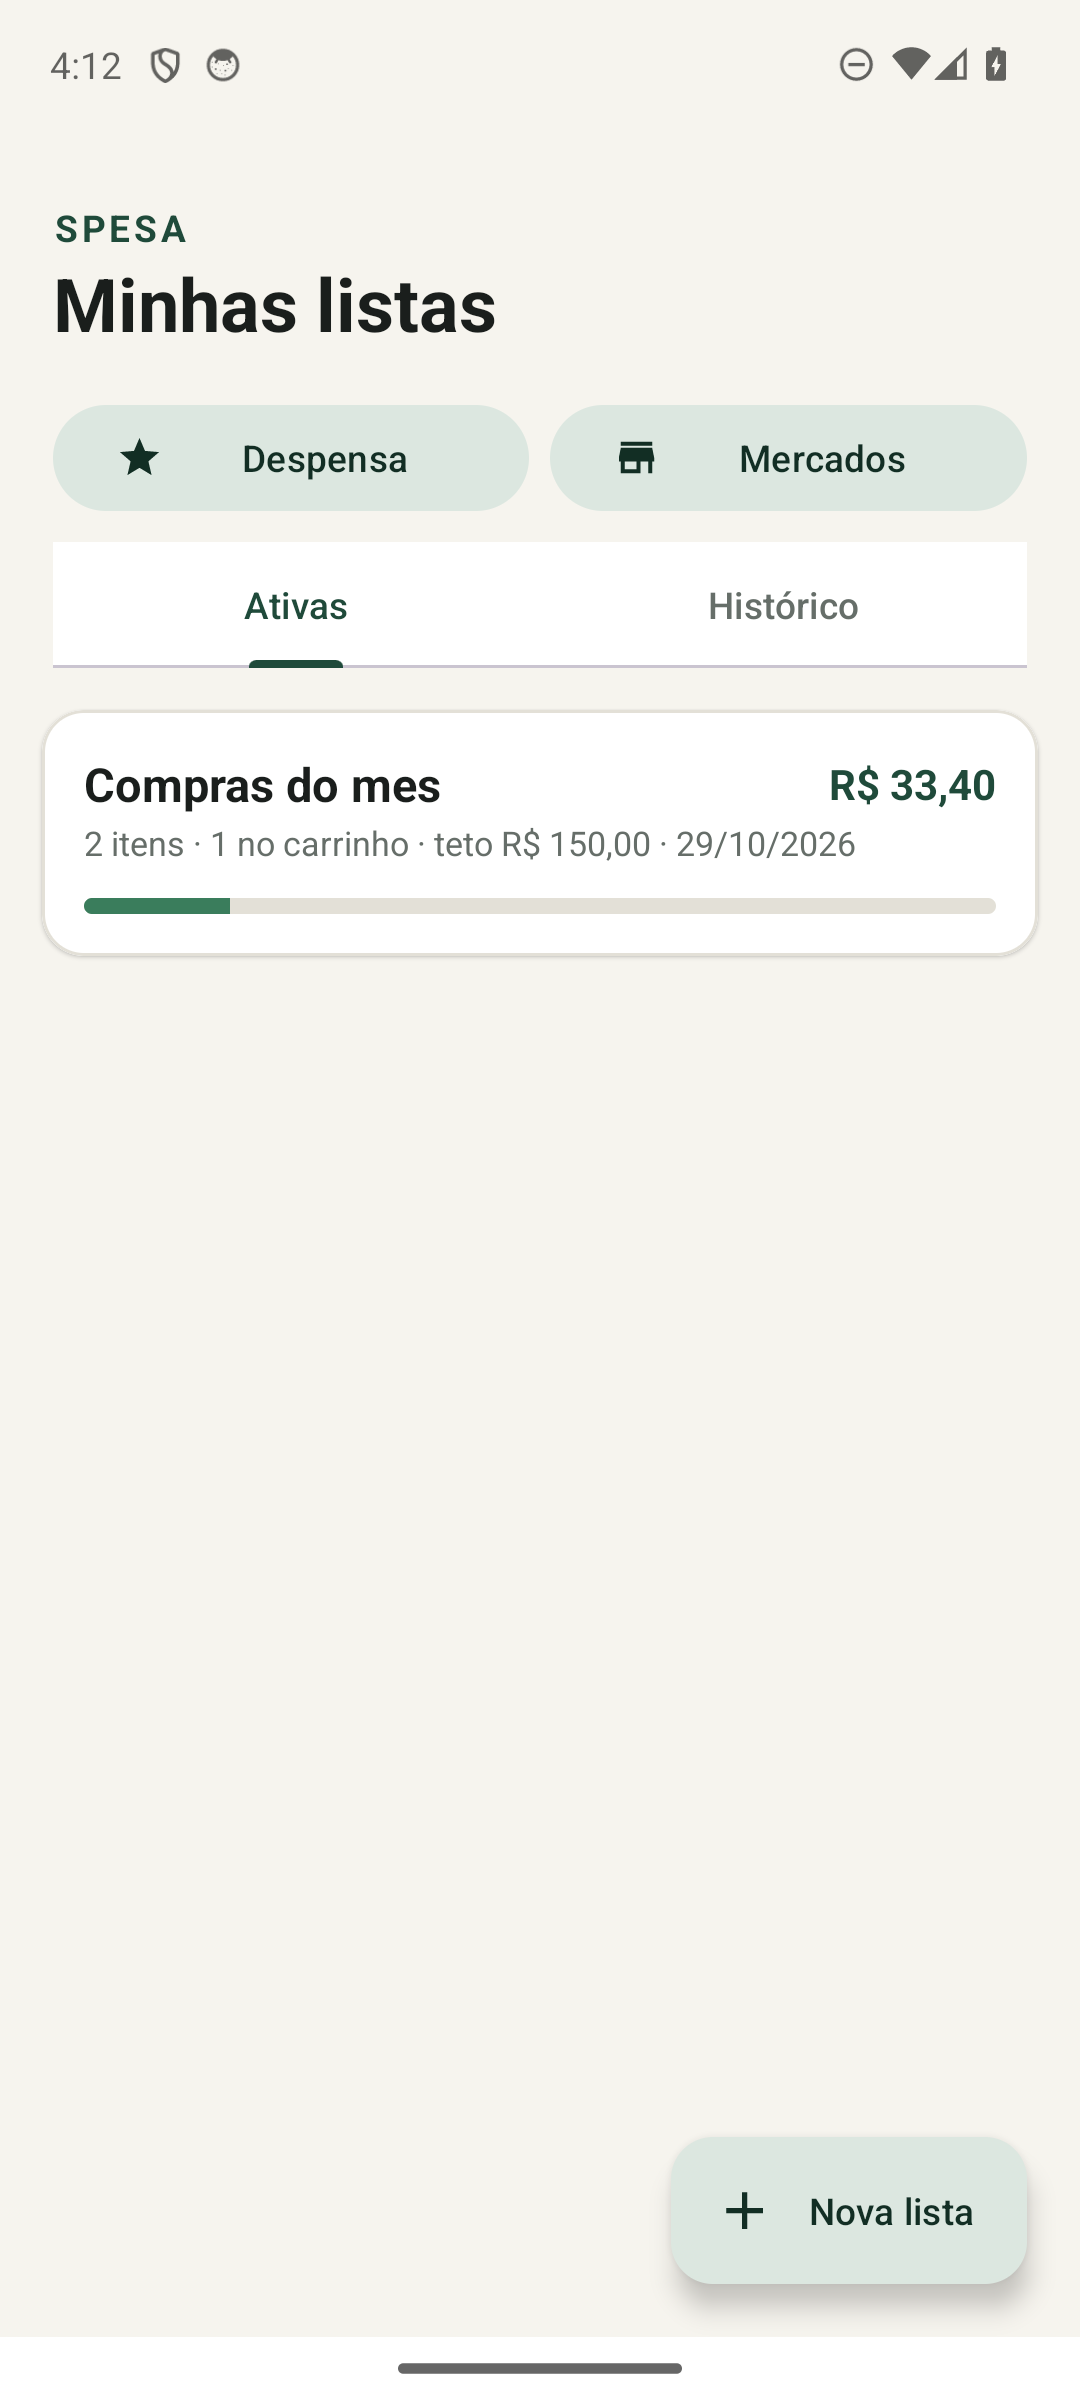 4:12
SPESA
Minhas listas
Despensa
Mercados
Ativas
Histórico
Compras do mes
R$ 33,40
2 itens · 1 no carrinho · teto R$ 150,00 · 29/10/2026
Nova lista